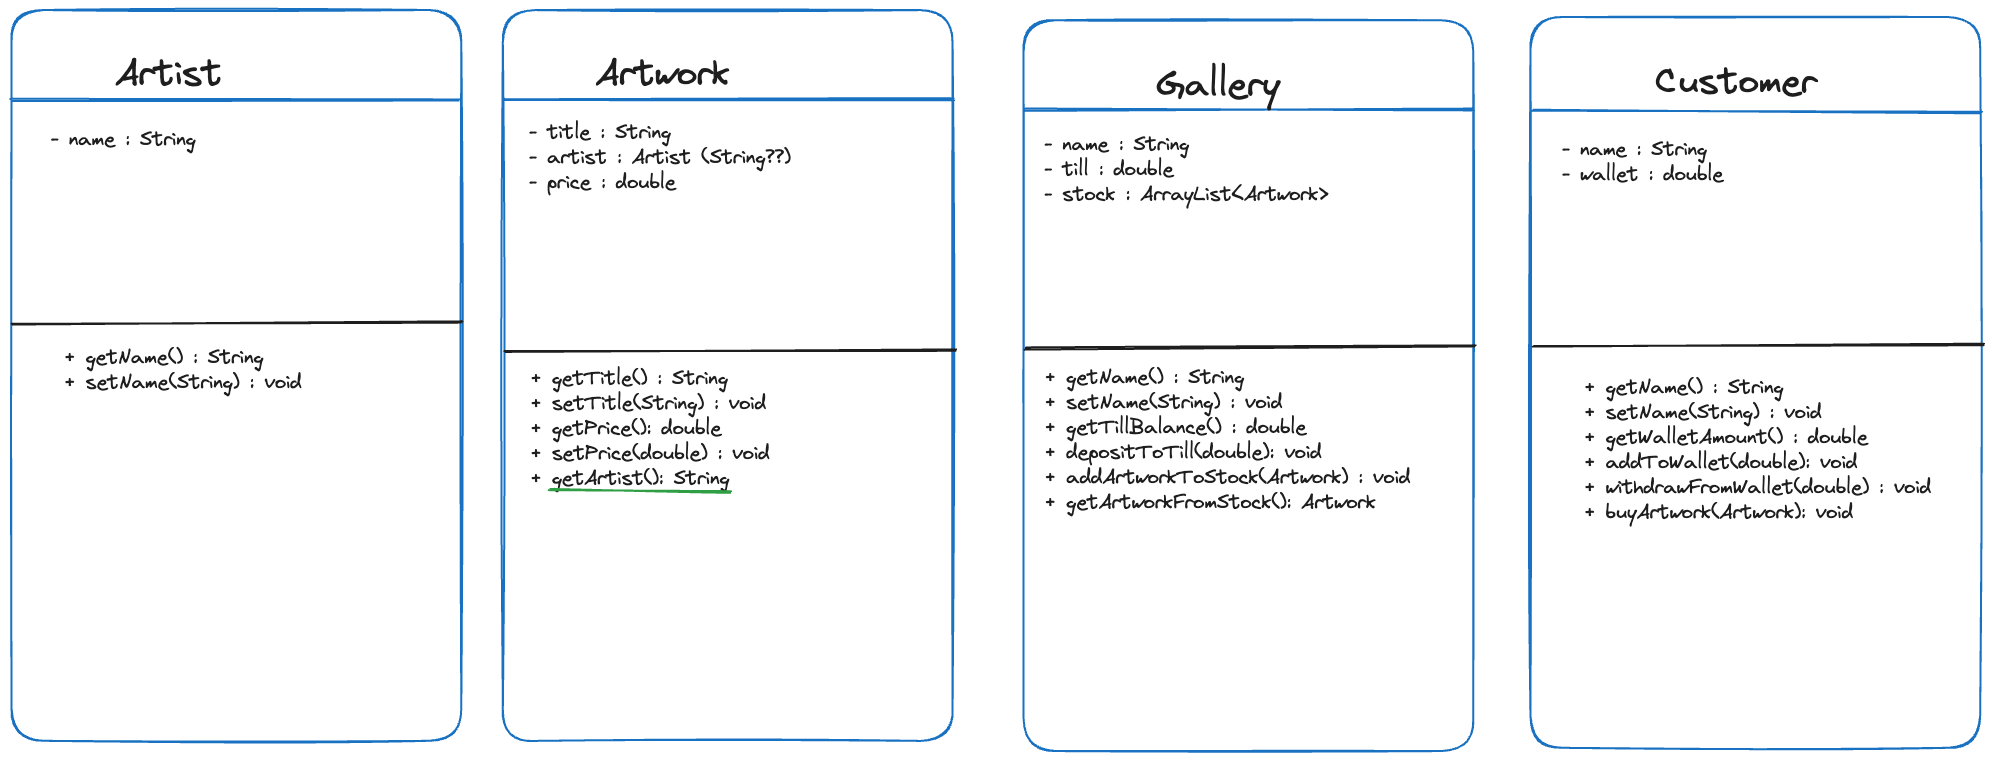 Artist
- name : String
+ getName() : String
+ setName(String) : void
Artwork
- title : String
- artist : Artist (String??)
- price : double
+ getTitle() : String
+ setTitle(String) : void
+ getPrice(): double
+ setPrice(double) : void
+ getArtist(): String
Gallery
- name : String
- till : double
- stock : ArrayList<Artwork>
+ getName() : String
+ setName(String) : void
+ getTillBalance() : double
+ depositToTill(double): void
+ addArtworkToStock(Artwork) : void
+ getArtworkFromStock(): Artwork
Customer
- name : String
- wallet : double
+ getName() : String
+ setName(String) : void
+ getWalletAmount() : double
+ addToWallet(double): void
+ withdrawFromWallet(double) : void
+ buyArtwork(Artwork): void